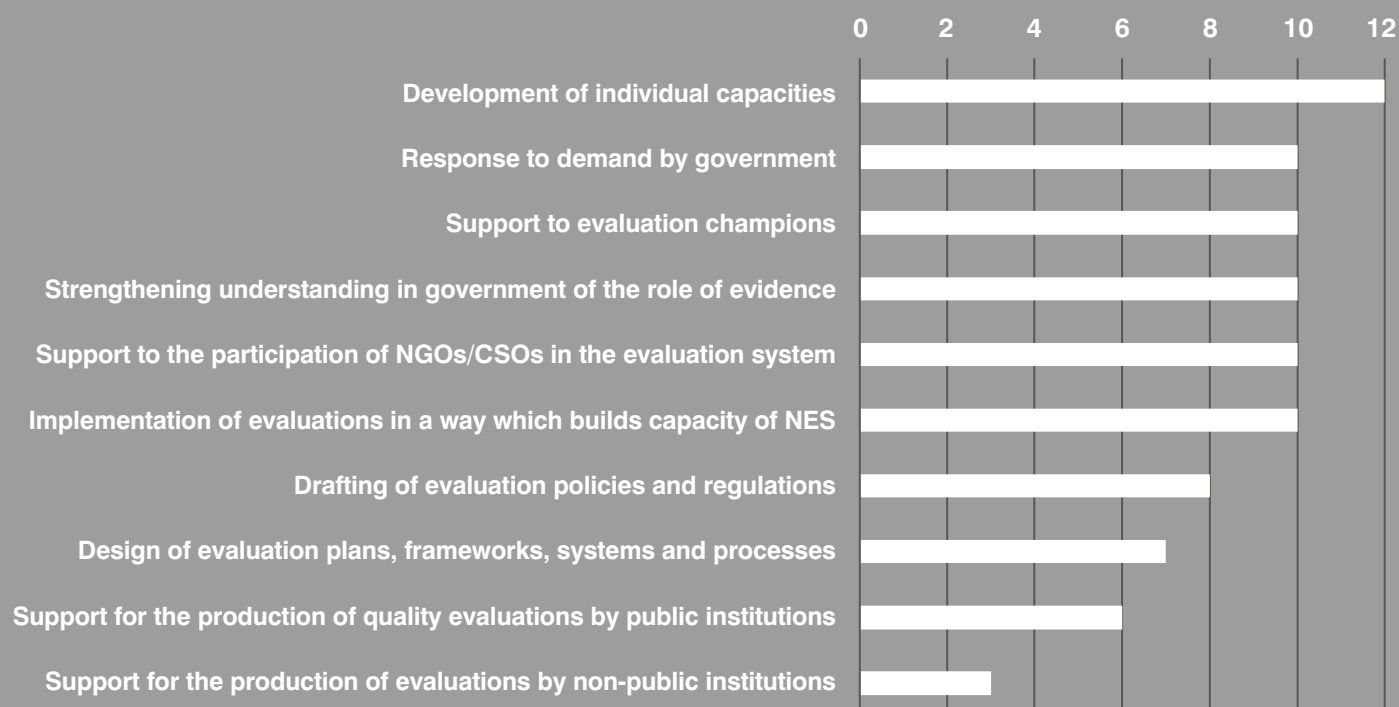 0 2 4 6 8 10 12
Development of individual capacities
Response to demand by government
Support to evaluation champions
Strengthening understanding in government of the role of evidence
Support to the participation of NGOs/CSOs in the evaluation system
Implementation of evaluations in a way which builds capacity of NES
Drafting of evaluation policies and regulations
Design of evaluation plans, frameworks, systems and processes
Support for the production of quality evaluations by public institutions
Support for the production of evaluations by non-public institutions